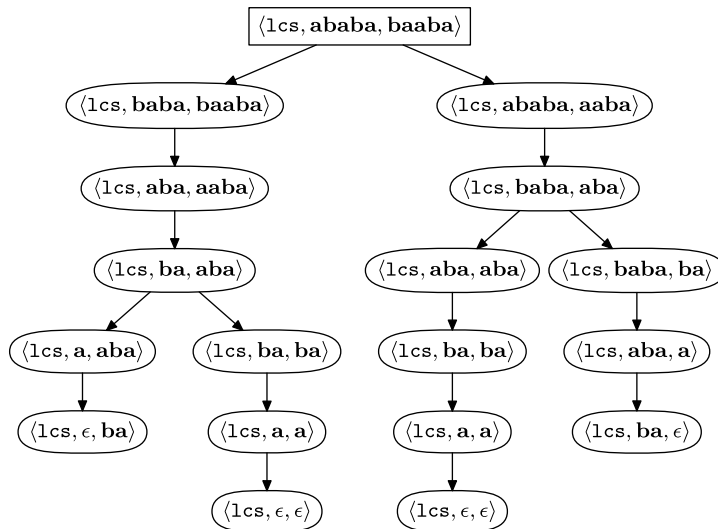 ⟨lcs, ababa, baaba⟩
⟨lcs, baba, baaba⟩ ⟨lcs, ababa, aaba⟩
⟨lcs, aba, aaba⟩ ⟨lcs, baba, aba⟩
⟨lcs, ba, aba⟩ ⟨lcs, aba, aba⟩ ⟨lcs, baba, ba⟩
⟨lcs, a, aba⟩ ⟨lcs, ba, ba⟩ ⟨lcs, ba, ba⟩ ⟨lcs, aba, a⟩
⟨lcs, ϵ, ba⟩ ⟨lcs, a, a⟩ ⟨lcs, a, a⟩ ⟨lcs, ba, ϵ⟩
⟨lcs, ϵ, ϵ⟩ ⟨lcs, ϵ, ϵ⟩